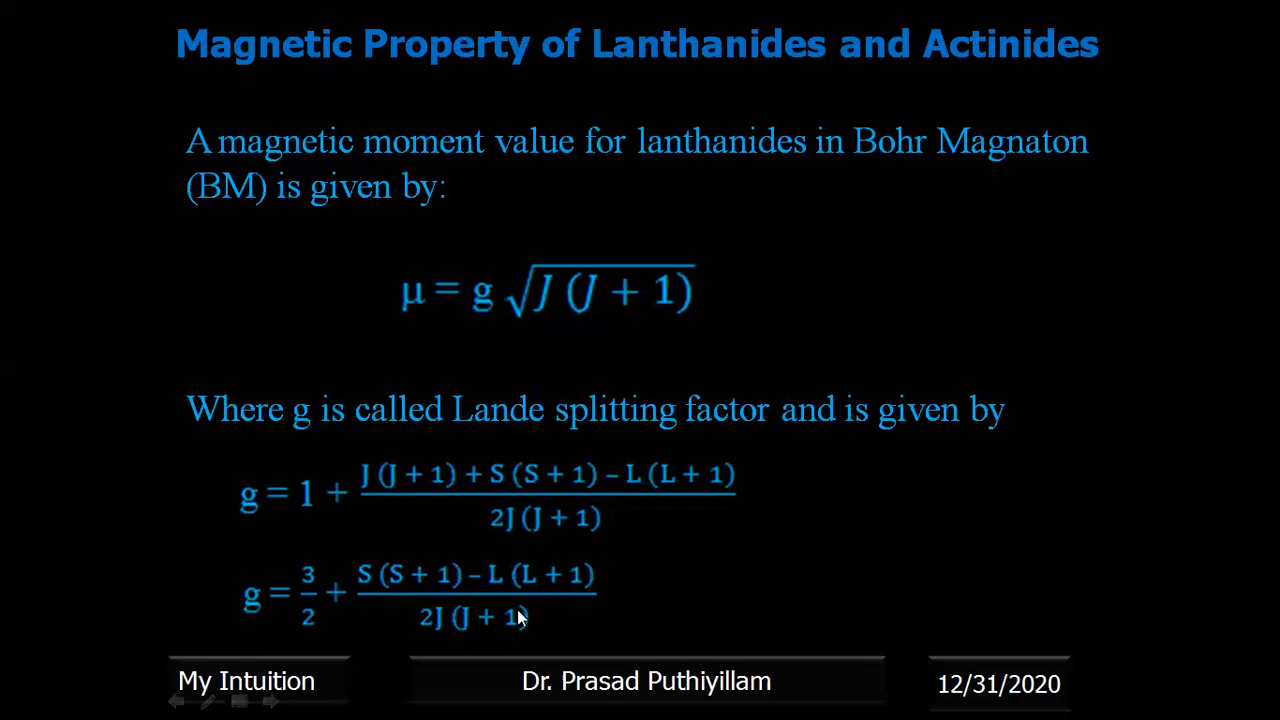 Magnetic Property of Lanthanides and Actinides
A magnetic moment value for lanthanides in Bohr Magnaton
(BM) is given by:
μ = g √J (J + 1)
Where g is called Lande splitting factor and is given by
g = 1 + J (J + 1) + S (S + 1) – L (L + 1) / 2J (J + 1)
g = 3/2 + S (S + 1) – L (L + 1) / 2J (J + 1)
My Intuition
Dr. Prasad Puthiyillam
12/31/2020